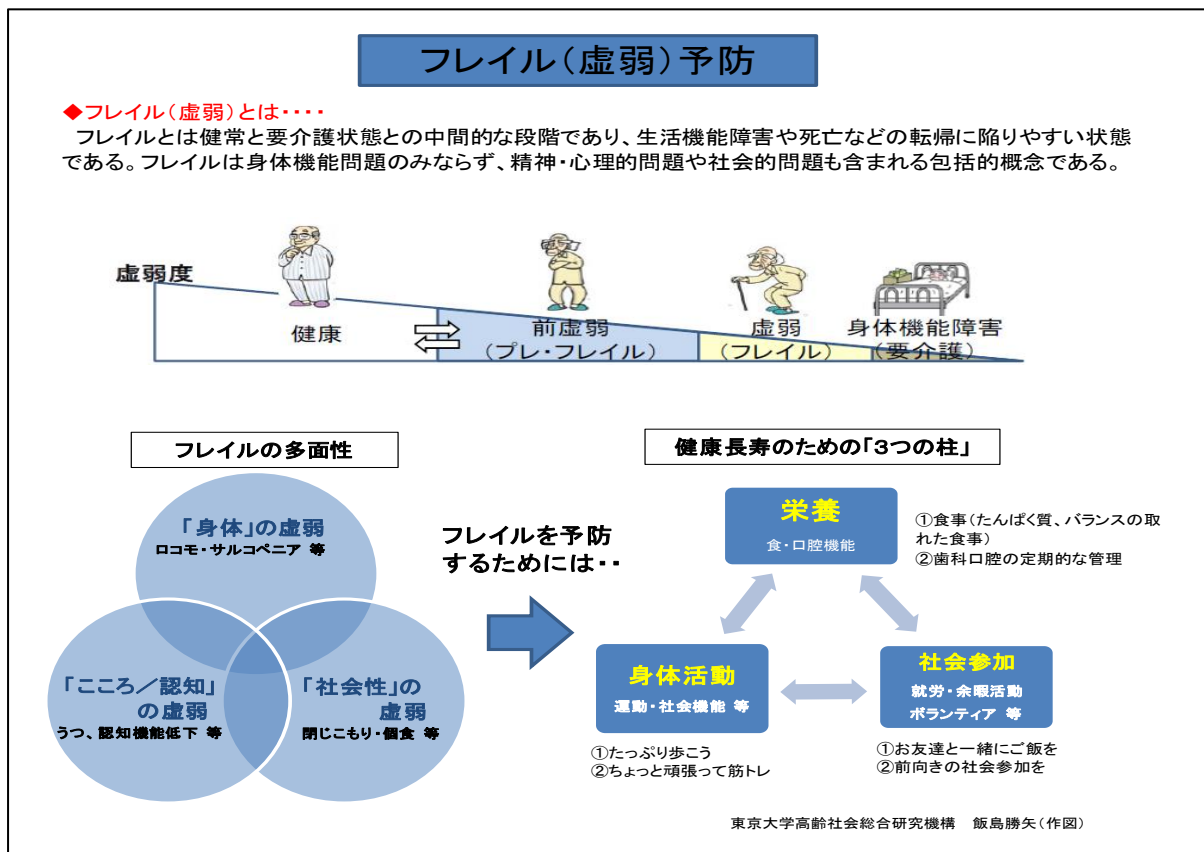 フレイル(虚弱)予防
◆フレイル(虚弱)とは・・・・
フレイルとは健常と要介護状態との中間的な段階であり、生活機能障害や死亡などの転帰に陥りやすい状態
である。フレイルは身体機能問題のみならず、精神・心理的問題や社会的問題も含まれる包括的概念である。
虚弱度
健康
前虚弱
(プレ・フレイル)
虚弱
(フレイル)
身体機能障害
(要介護)
フレイルの多面性
「身体」の虚弱
ロコモ・サルコペニア 等
「こころ/認知」
の虚弱
うつ、認知機能低下 等
「社会性」の
虚弱
閉じこもり・個食 等
フレイルを予防
するためには・・
健康長寿のための「3つの柱」
栄養
食・口腔機能
①食事(たんぱく質、バランスの取
れた食事)
②歯科口腔の定期的な管理
身体活動
運動・社会機能 等
①たっぷり歩こう
②ちょっと頑張って筋トレ
社会参加
就労・余暇活動
ボランティア 等
①お友達と一緒にご飯を
②前向きの社会参加を
東京大学高齢社会総合研究機構 飯島勝矢(作図)